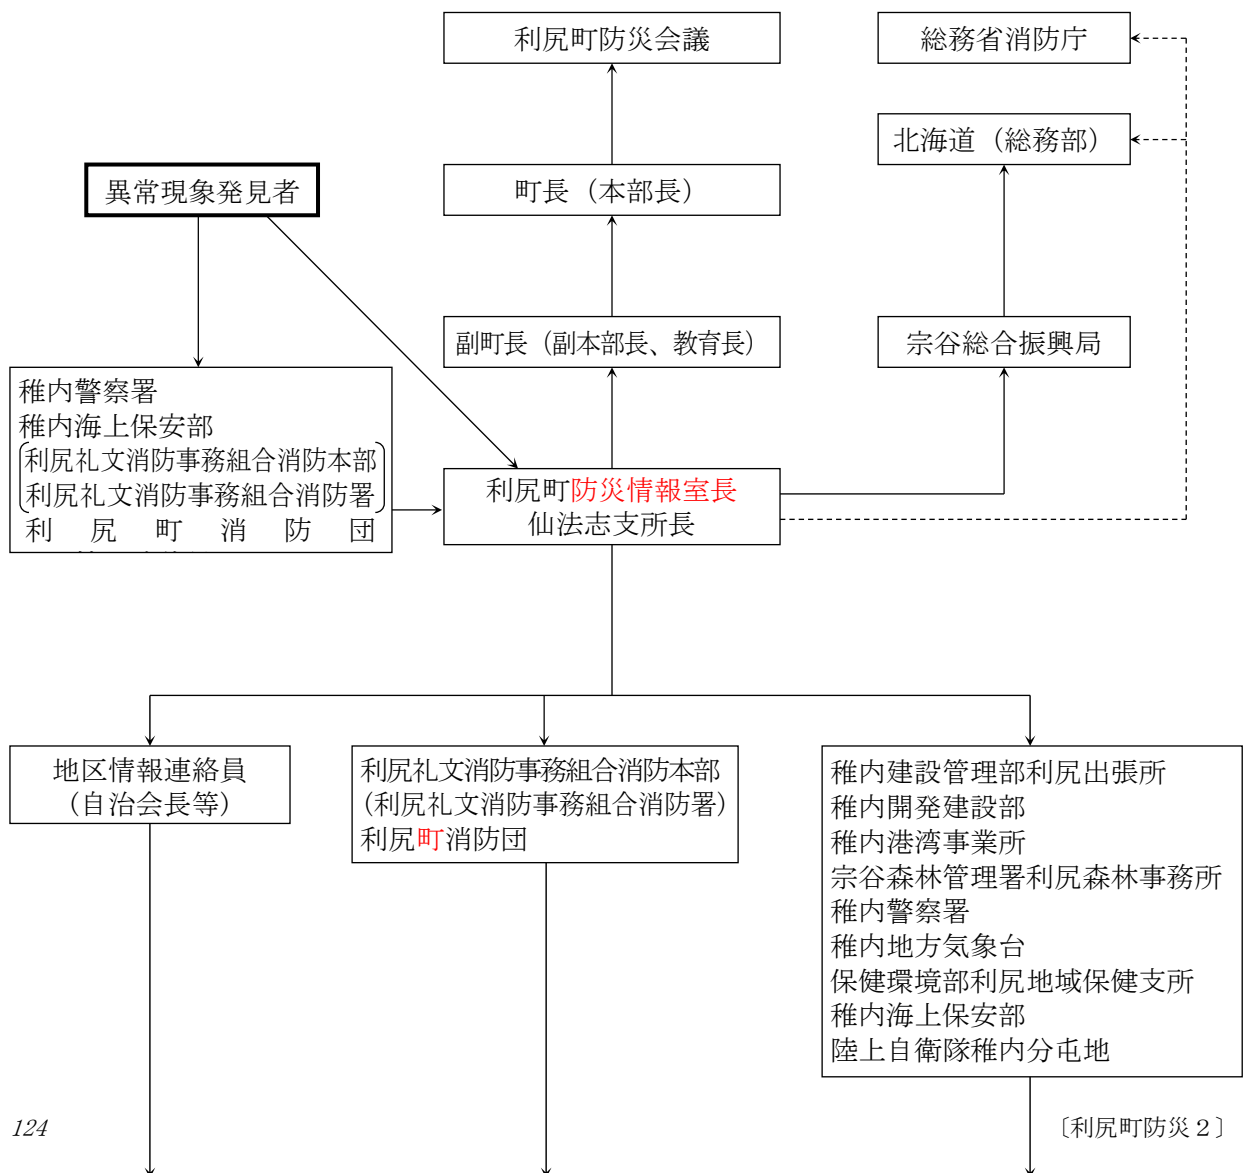 利尻町防災会議
総務省消防庁
北海道（総務部）
異常現象発見者
町長（本部長）
副町長（副本部長、教育長）
宗谷総合振興局
稚内警察署
稚内海上保安部
利尻礼文消防事務組合消防本部
利尻礼文消防事務組合消防署
利尻町消防団
利尻町防災情報室長
仙法志支所長
地区情報連絡員
（自治会長等）
利尻礼文消防事務組合消防本部
(利尻礼文消防事務組合消防署)
利尻町消防団
稚内建設管理部利尻出張所
稚内開発建設部
稚内港湾事業所
宗谷森林管理署利尻森林事務所
稚内警察署
稚内地方気象台
保健環境部利尻地域保健支所
稚内海上保安部
陸上自衛隊稚内分屯地
124
〔利尻町防災２〕